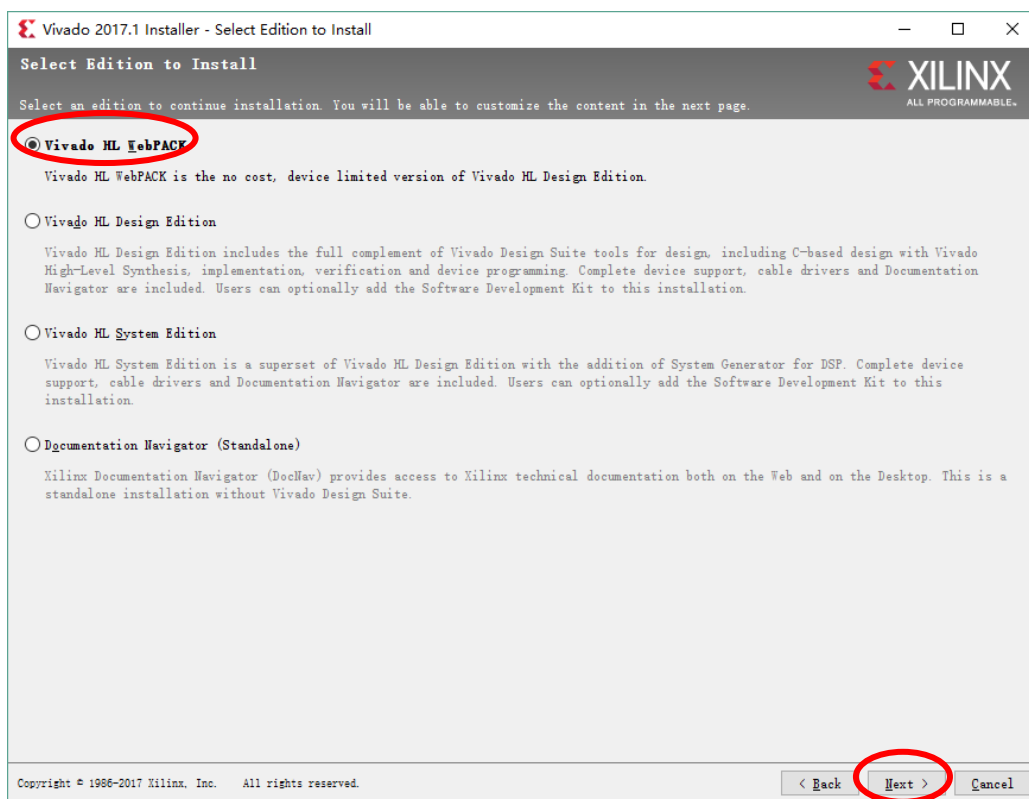 Vivado 2017.1 Installer - Select Edition to Install
Select Edition to Install
XILINX
ALL PROGRAMMABLE™
Select an edition to continue installation. You will be able to customize the content in the next page.
Vivado HL WebPACK
Vivado HL WebPACK is the no cost, device limited version of Vivado HL Design Edition.
Vivado HL Design Edition
Vivado HL Design Edition includes the full complement of Vivado Design Suite tools for design, including C-based design with Vivado
High-Level Synthesis, implementation, verification and device programming. Complete device support, cable drivers and Documentation
Navigator are included. Users can optionally add the Software Development Kit to this installation.
Vivado HL System Edition
Vivado HL System Edition is a superset of Vivado HL Design Edition with the addition of System Generator for DSP. Complete device
support, cable drivers and Documentation Navigator are included. Users can optionally add the Software Development Kit to this
installation.
Documentation Navigator (Standalone)
Xilinx Documentation Navigator (DocNav) provides access to Xilinx technical documentation both on the Web and on the Desktop. This is a
standalone installation without Vivado Design Suite.
Copyright © 1986-2017 Xilinx, Inc. All rights reserved.
< Back
Next >
Cancel